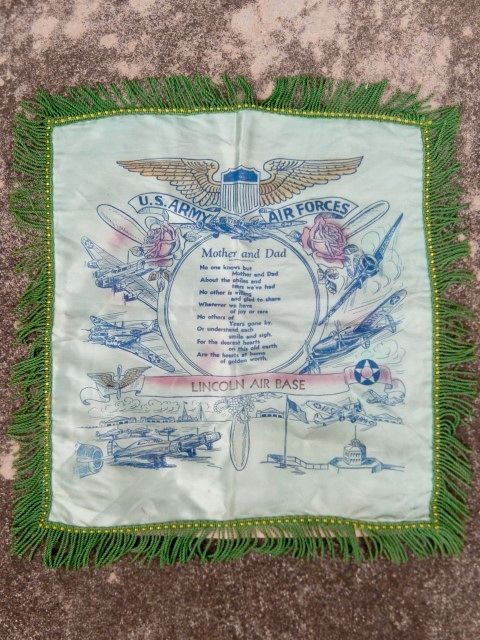 U.S. ARMY AIR FORCES
Mother and Dad
No one knows but
Mother and Dad
About the smiles and
tears we've had
No other is willing
and glad to share
Whatever we have
of joy or care
No others of
Years gone by,
Or understand each
smile and sigh,
For the dearest hearts
on this old earth
Are the hearts at home
of golden worth.
LINCOLN AIR BASE